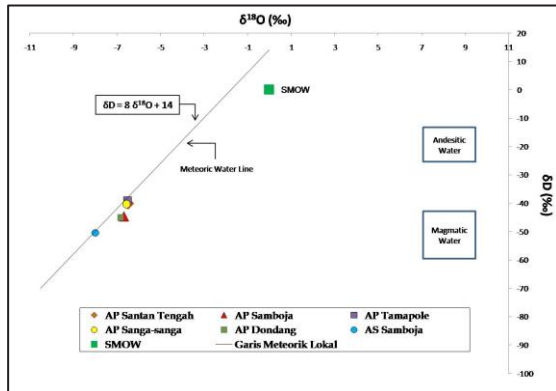 δ¹⁸O (‰)
-11 -9 -7 -5 -3 -1 1 3 5 7 9 11
20
0
-20
-30
-40
-50
-60
-70
-80
-90
-100
10
-10
δD (‰)
SMOW
δD = 8 δ¹⁸O + 14
Meteoric Water Line
Andesitic
Water
Magmatic
Water
AP Santan Tengah AP Samboja AP Tamapole
AP Sanga-sanga AP Dondang AS Samboja
SMOW Garis Meteorik Lokal